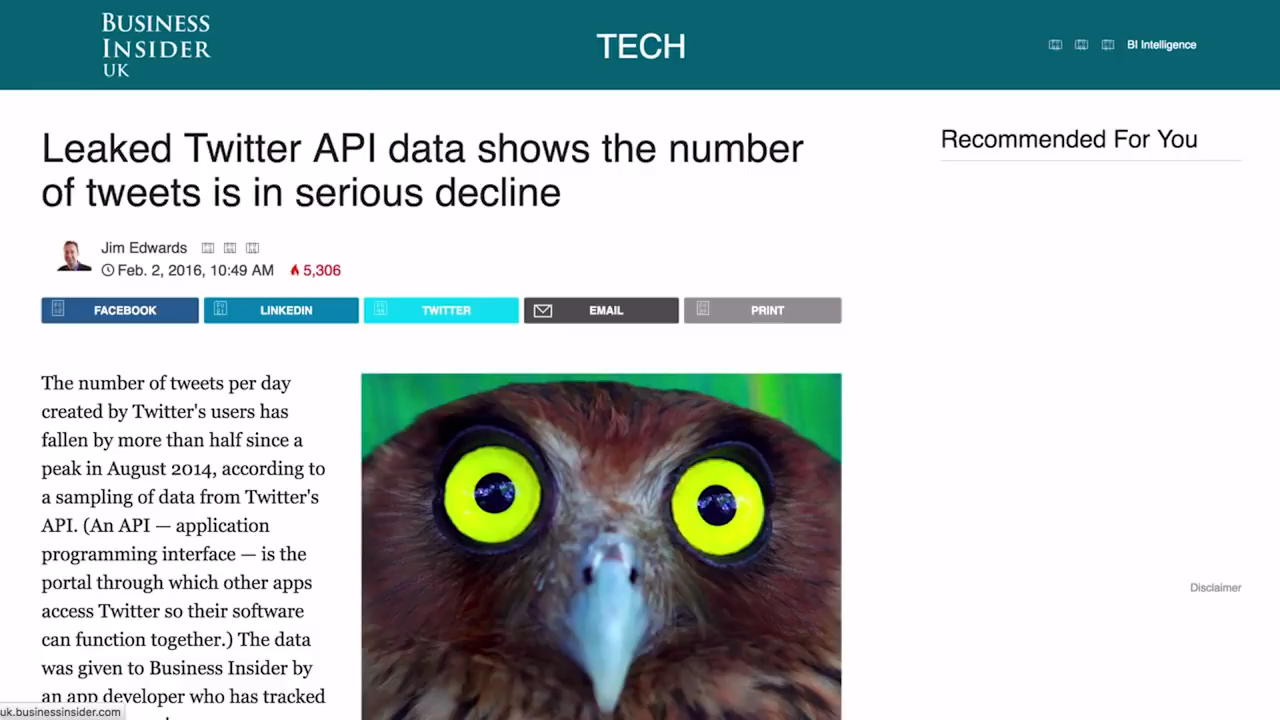 BUSINESS
INSIDER
UK
TECH
BI Intelligence
Leaked Twitter API data shows the number
of tweets is in serious decline
Recommended For You
Jim Edwards
Feb. 2, 2016, 10:49 AM 5,306
FACEBOOK LINKEDIN TWITTER EMAIL PRINT
The number of tweets per day
created by Twitter's users has
fallen by more than half since a
peak in August 2014, according to
a sampling of data from Twitter's
API. (An API — application
programming interface — is the
portal through which other apps
access Twitter so their software
can function together.) The data
was given to Business Insider by
an app developer who has tracked
Disclaimer
uk.businessinsider.com